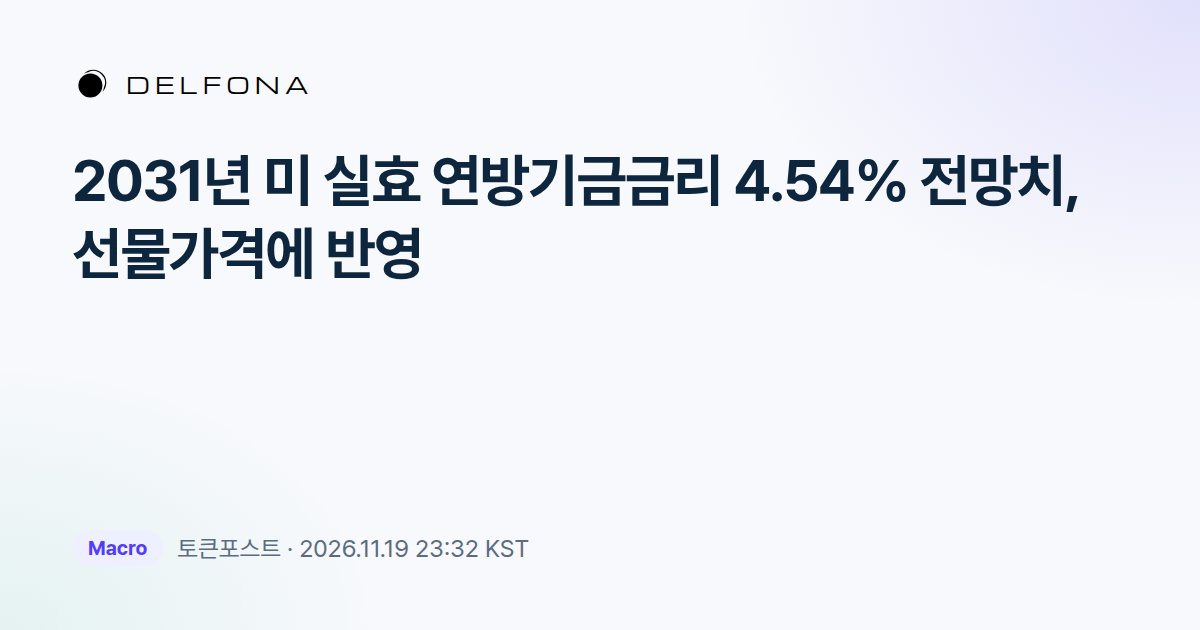 DELFONA
2031년 미 실효 연방기금금리 4.54% 전망치,
선물가격에 반영
Macro 토큰포스트 · 2026.11.19 23:32 KST